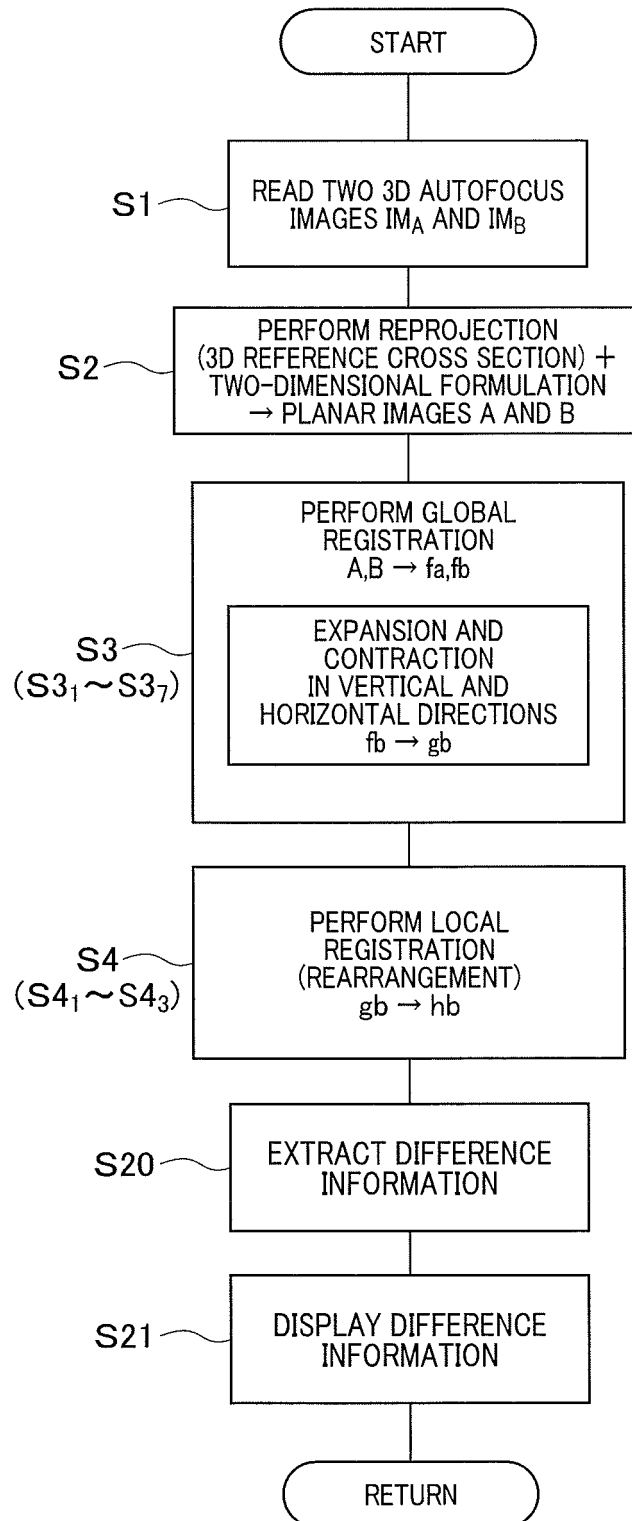 START
S1
READ TWO 3D AUTOFOCUS
IMAGES IM_A AND IM_B
S2
PERFORM REPROJECTION
(3D REFERENCE CROSS SECTION) +
TWO-DIMENSIONAL FORMULATION
→ PLANAR IMAGES A AND B
PERFORM GLOBAL
REGISTRATION
A,B → fa,fb
S3
(S3₁~S3₇)
EXPANSION AND
CONTRACTION
IN VERTICAL AND
HORIZONTAL DIRECTIONS
fb → gb
S4
(S4₁~S4₃)
PERFORM LOCAL
REGISTRATION
(REARRANGEMENT)
gb → hb
S20
EXTRACT DIFFERENCE
INFORMATION
S21
DISPLAY DIFFERENCE
INFORMATION
RETURN